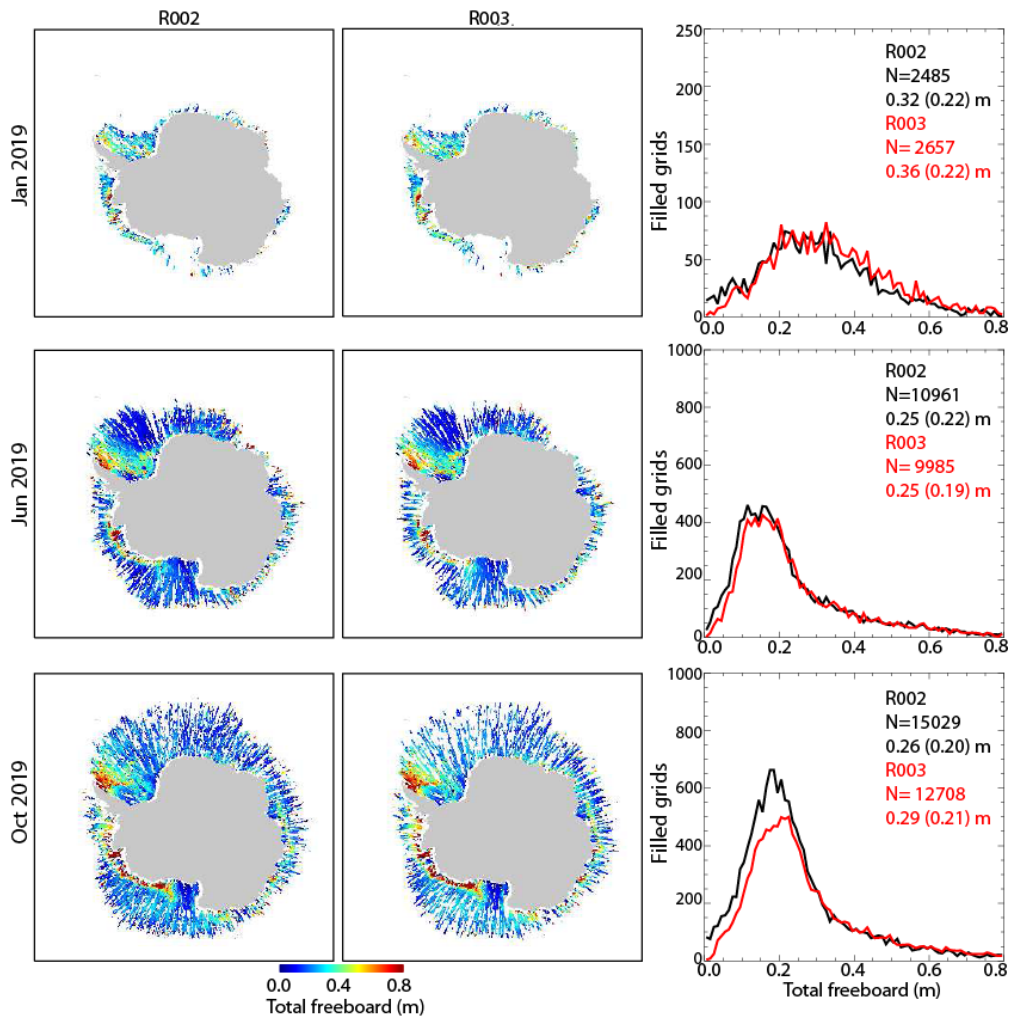 R002
R003.
Jan 2019
Jun 2019
Oct 2019
250
200
150
100
50
0
Filled grids
0.0 0.2 0.4 0.6 0.8
R002
N=2485
0.32 (0.22) m
R003
N= 2657
0.36 (0.22) m
1000
800
600
400
200
0
Filled grids
0.0 0.2 0.4 0.6 0.8
R002
N=10961
0.25 (0.22) m
R003
N= 9985
0.25 (0.19) m
1000
800
600
400
200
0
Filled grids
0.0 0.2 0.4 0.6 0.8
Total freeboard (m)
R002
N=15029
0.26 (0.20) m
R003
N= 12708
0.29 (0.21) m
0.0 0.4 0.8
Total freeboard (m)